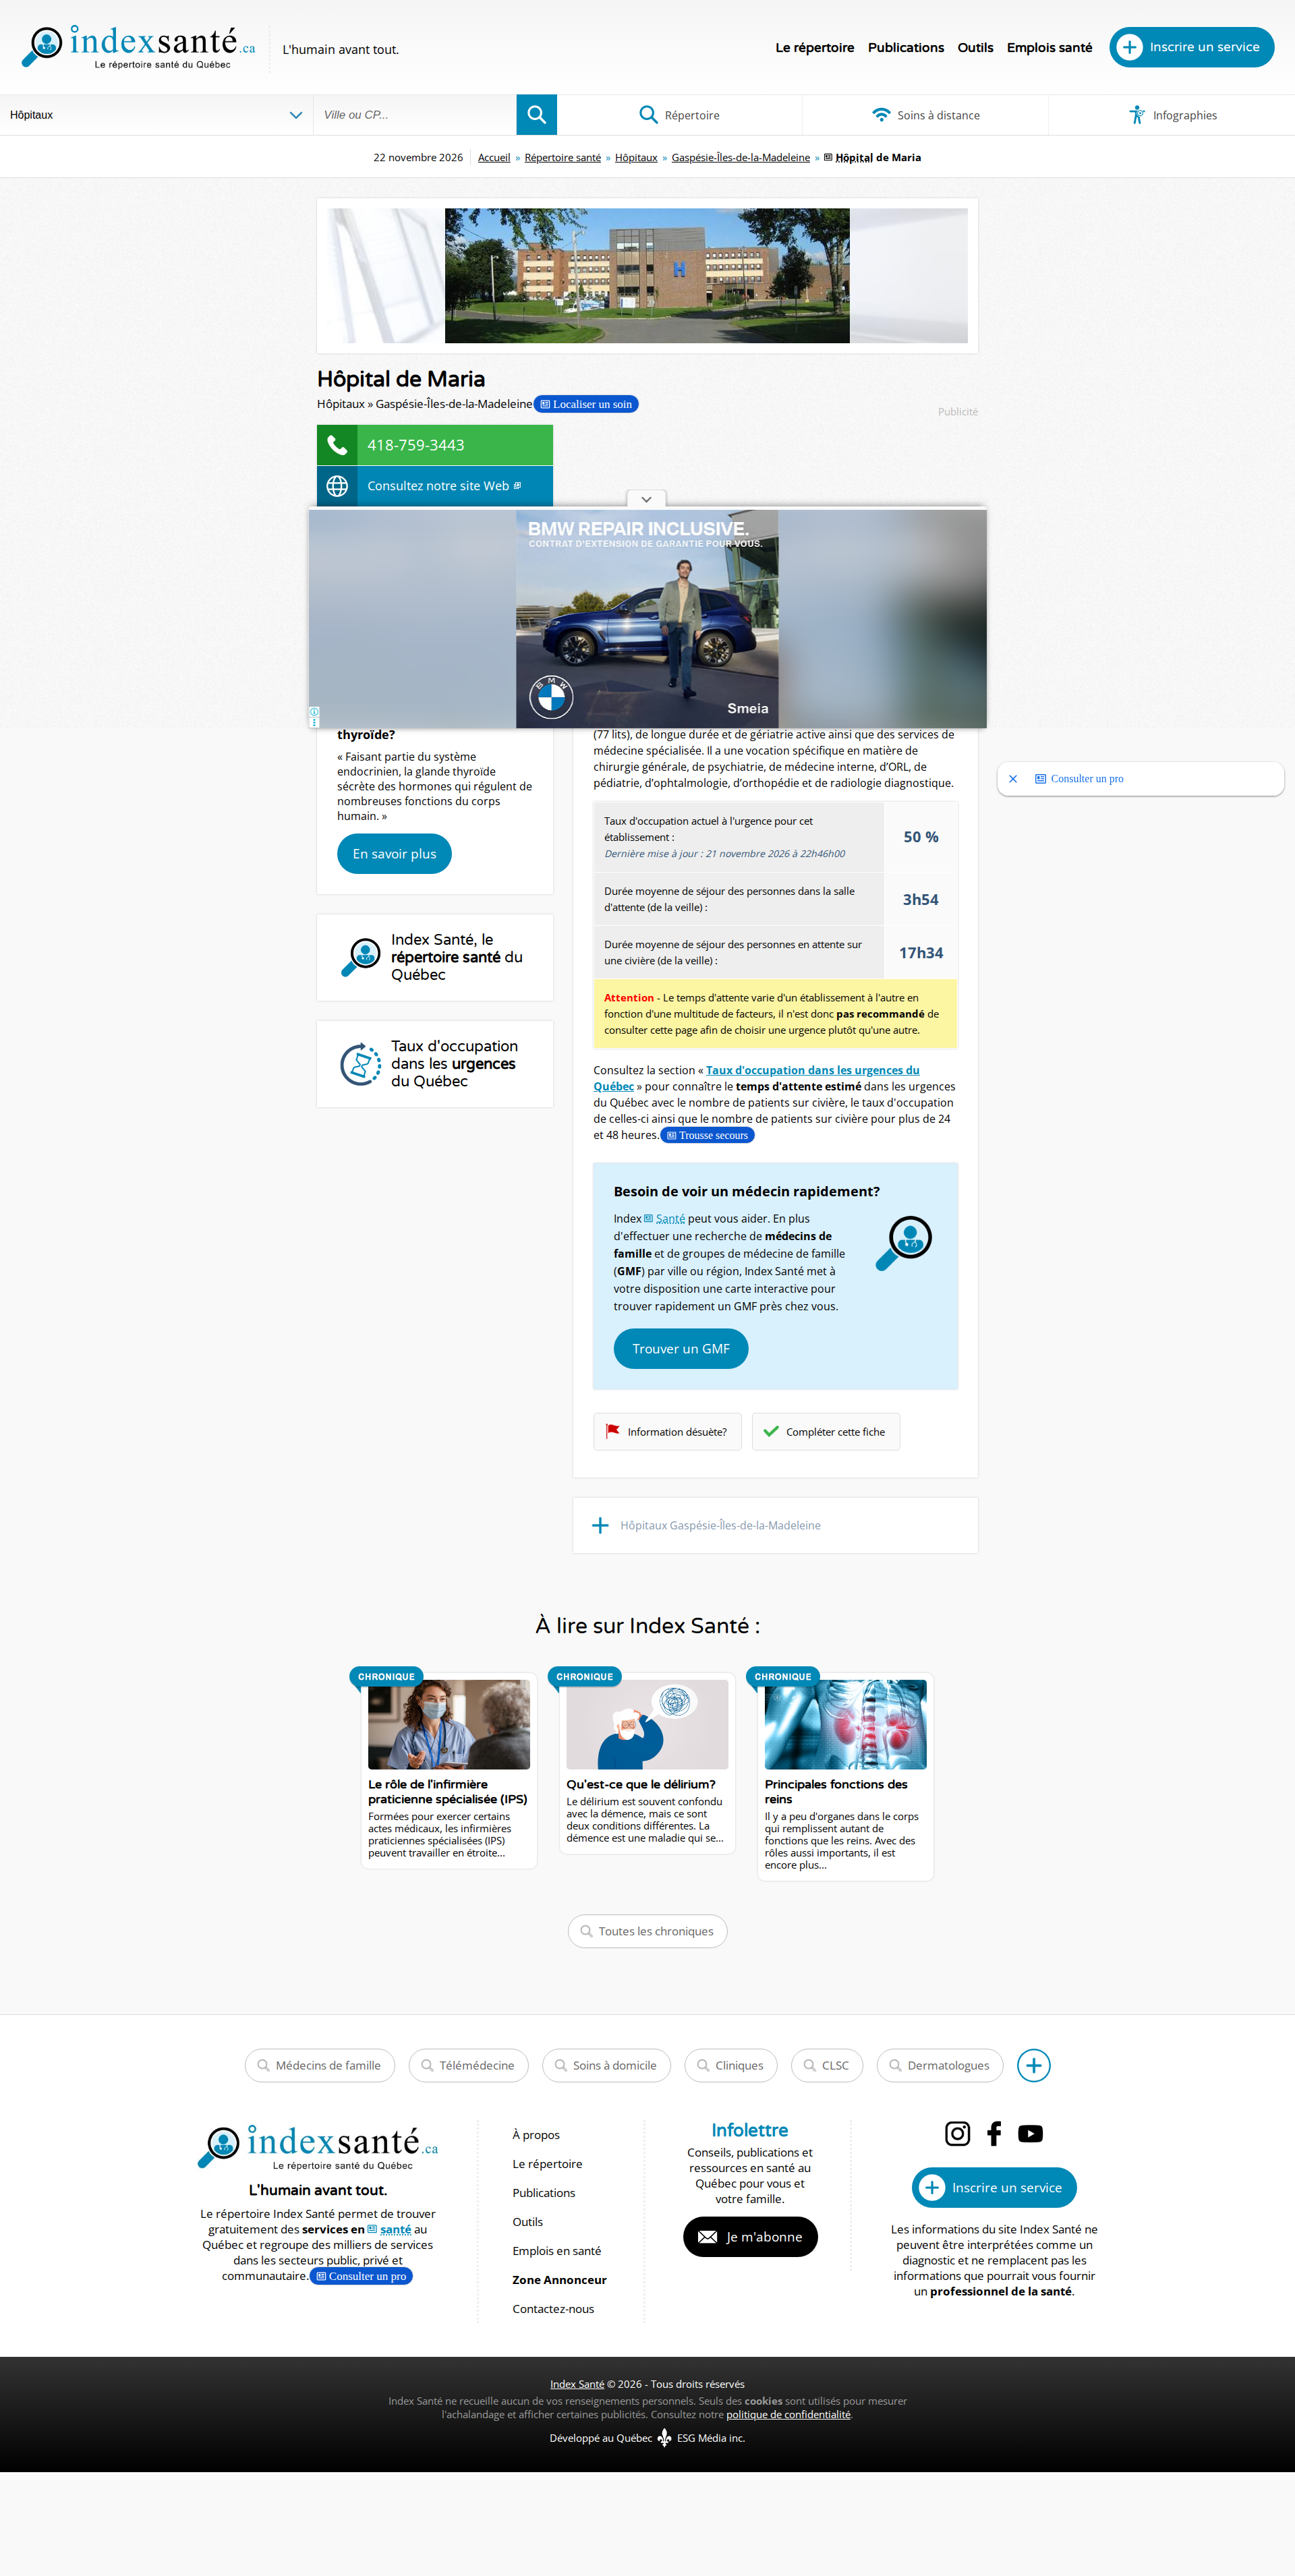 indexsanté.ca
Le répertoire santé du Québec
L'humain avant tout.
Le répertoire
Publications
Outils
Emplois santé
Inscrire un service
Hôpitaux
Ville ou CP...
Répertoire
Soins à distance
Infographies
22 novembre 2026
Accueil » Répertoire santé » Hôpitaux » Gaspésie-Îles-de-la-Madeleine » Hôpital de Maria
H
Hôpital de Maria
Hôpitaux » Gaspésie-Îles-de-la-Madeleine Localiser un soin
Publicité
418-759-3443
Consultez notre site Web
BMW REPAIR INCLUSIVE.
CONTRAT D'EXTENSION DE GARANTIE POUR VOUS.
BMW
Smeia
thyroïde?
« Faisant partie du système
endocrinien, la glande thyroïde
sécrète des hormones qui régulent de
nombreuses fonctions du corps
humain. »
En savoir plus
Index Santé, le
répertoire santé du
Québec
Taux d'occupation
dans les urgences
du Québec
(77 lits), de longue durée et de gériatrie active ainsi que des services de
médecine spécialisée. Il a une vocation spécifique en matière de
chirurgie générale, de psychiatrie, de médecine interne, d’ORL, de
pédiatrie, d’ophtalmologie, d’orthopédie et de radiologie diagnostique.
Consulter un pro
Taux d'occupation actuel à l'urgence pour cet
établissement :
Dernière mise à jour : 21 novembre 2026 à 22h46h00
50 %
Durée moyenne de séjour des personnes dans la salle
d'attente (de la veille) :
3h54
Durée moyenne de séjour des personnes en attente sur
une civière (de la veille) :
17h34
Attention - Le temps d'attente varie d'un établissement à l'autre en
fonction d'une multitude de facteurs, il n'est donc pas recommandé de
consulter cette page afin de choisir une urgence plutôt qu'une autre.
Consultez la section « Taux d'occupation dans les urgences du
Québec » pour connaître le temps d'attente estimé dans les urgences
du Québec avec le nombre de patients sur civière, le taux d'occupation
de celles-ci ainsi que le nombre de patients sur civière pour plus de 24
et 48 heures. Trousse secours
Besoin de voir un médecin rapidement?
Index Santé peut vous aider. En plus
d'effectuer une recherche de médecins de
famille et de groupes de médecine de famille
(GMF) par ville ou région, Index Santé met à
votre disposition une carte interactive pour
trouver rapidement un GMF près chez vous.
Trouver un GMF
Information désuète?
Compléter cette fiche
Hôpitaux Gaspésie-Îles-de-la-Madeleine
À lire sur Index Santé :
CHRONIQUE
Le rôle de l'infirmière
praticienne spécialisée (IPS)
Formées pour exercer certains
actes médicaux, les infirmières
praticiennes spécialisées (IPS)
peuvent travailler en étroite...
CHRONIQUE
Qu'est-ce que le délirium?
Le délirium est souvent confondu
avec la démence, mais ce sont
deux conditions différentes. La
démence est une maladie qui se...
CHRONIQUE
Principales fonctions des
reins
Il y a peu d'organes dans le corps
qui remplissent autant de
fonctions que les reins. Avec des
rôles aussi importants, il est
encore plus...
Toutes les chroniques
Médecins de famille
Télémédecine
Soins à domicile
Cliniques
CLSC
Dermatologues
indexsanté.ca
Le répertoire santé du Québec
L'humain avant tout.
Le répertoire Index Santé permet de trouver
gratuitement des services en santé au
Québec et regroupe des milliers de services
dans les secteurs public, privé et
communautaire. Consulter un pro
À propos
Le répertoire
Publications
Outils
Emplois en santé
Zone Annonceur
Contactez-nous
Infolettre
Conseils, publications et
ressources en santé au
Québec pour vous et
votre famille.
Je m'abonne
Inscrire un service
Les informations du site Index Santé ne
peuvent être interprétées comme un
diagnostic et ne remplacent pas les
informations que pourrait vous fournir
un professionnel de la santé.
Index Santé © 2026 - Tous droits réservés
Index Santé ne recueille aucun de vos renseignements personnels. Seuls des cookies sont utilisés pour mesurer
l'achalandage et afficher certaines publicités. Consultez notre politique de confidentialité.
Développé au Québec ESG Média inc.